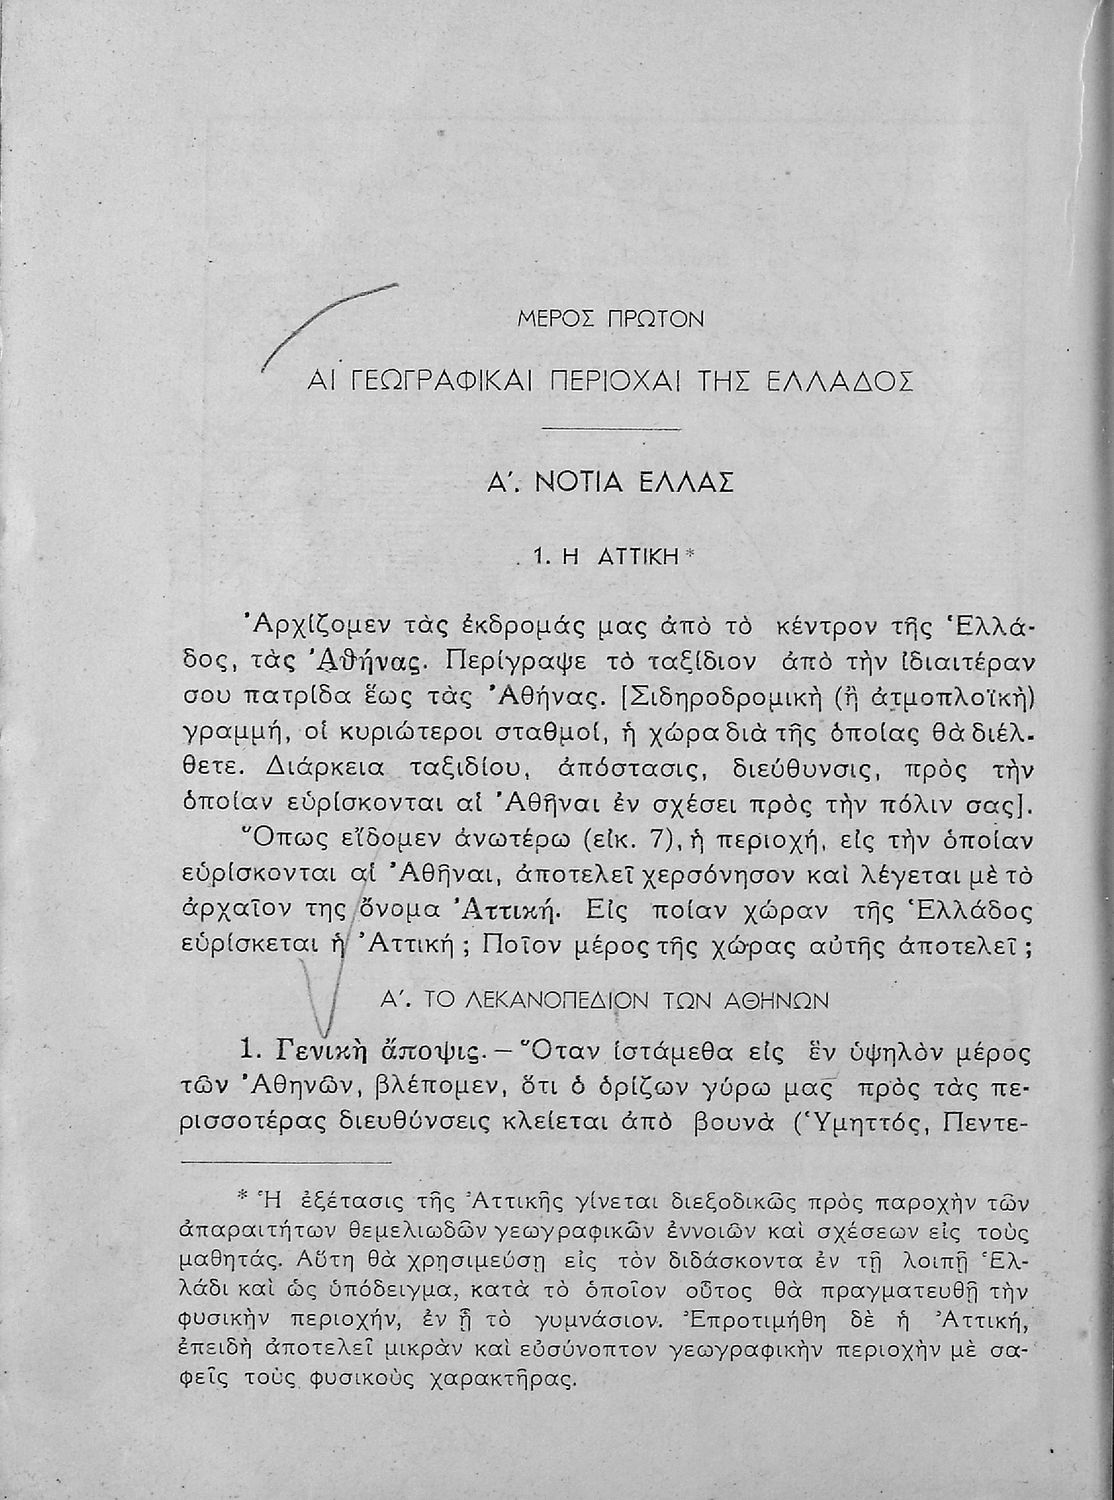 ΜΕΡΟΣ ΠΡΩΤΟΝ
ΑΙ ΓΕΩΓΡΑΦΙΚΑΙ ΠΕΡΙΟΧΑΙ ΤΗΣ ΕΛΛΑΔΟΣ
Α΄. ΝΟΤΙΑ ΕΛΛΑΣ
1. Η ΑΤΤΙΚΗ *
Ἀρχίζομεν τὰς ἐκδρομάς μας ἀπὸ τὸ κέντρον τῆς Ἑλλά-
δος, τὰς Ἀθήνας. Περίγραψε τὸ ταξίδιον ἀπὸ τὴν ἰδιαιτέραν
σου πατρίδα ἕως τὰς Ἀθήνας. [Σιδηροδρομικὴ (ἢ ἀτμοπλοϊκὴ)
γραμμή, οἱ κυριώτεροι σταθμοί, ἡ χώρα διὰ τῆς ὁποίας θὰ διέλ-
θετε. Διάρκεια ταξιδίου, ἀπόστασις, διεύθυνσις, πρὸς τὴν
ὁποίαν εὑρίσκονται αἱ Ἀθῆναι ἐν σχέσει πρὸς τὴν πόλιν σας].
Ὅπως εἴδομεν ἀνωτέρω (εἰκ. 7), ἡ περιοχή, εἰς τὴν ὁποίαν
εὑρίσκονται αἱ Ἀθῆναι, ἀποτελεῖ χερσόνησον καὶ λέγεται μὲ τὸ
ἀρχαῖον της ὄνομα Ἀττική. Εἰς ποίαν χώραν τῆς Ἑλλάδος
εὑρίσκεται ἡ Ἀττική ; Ποῖον μέρος τῆς χώρας αὐτῆς ἀποτελεῖ ;
Α΄. ΤΟ ΛΕΚΑΝΟΠΕΔΙΟΝ ΤΩΝ ΑΘΗΝΩΝ
1. Γενικὴ ἄποψις. — Ὅταν ἱστάμεθα εἰς ἓν ὑψηλὸν μέρος
τῶν Ἀθηνῶν, βλέπομεν, ὅτι ὁ ὁρίζων γύρω μας πρὸς τὰς πε-
ρισσοτέρας διευθύνσεις κλείεται ἀπὸ βουνὰ (Ὑμηττός, Πεντε-
* Ἡ ἐξέτασις τῆς Ἀττικῆς γίνεται διεξοδικῶς πρὸς παροχὴν τῶν
ἀπαραιτήτων θεμελιωδῶν γεωγραφικῶν ἐννοιῶν καὶ σχέσεων εἰς τοὺς
μαθητάς. Αὕτη θὰ χρησιμεύσῃ εἰς τὸν διδάσκοντα ἐν τῇ λοιπῇ Ἑλ-
λάδι καὶ ὡς ὑπόδειγμα, κατὰ τὸ ὁποῖον οὗτος θὰ πραγματευθῇ τὴν
φυσικὴν περιοχήν, ἐν ᾗ τὸ γυμνάσιον. Ἐπροτιμήθη δὲ ἡ Ἀττική,
ἐπειδὴ ἀποτελεῖ μικρὰν καὶ εὐσύνοπτον γεωγραφικὴν περιοχὴν μὲ σα-
φεῖς τοὺς φυσικοὺς χαρακτῆρας.